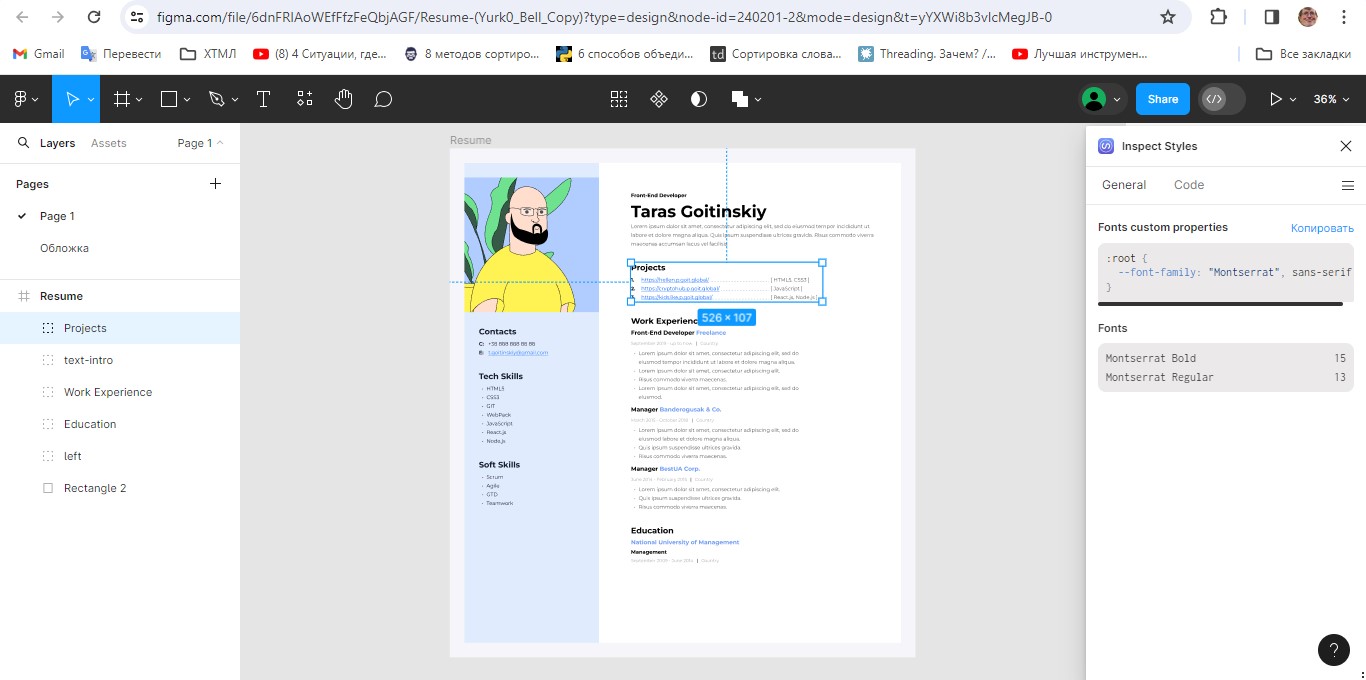 figma.com/file/6dnFRIAoWEfFfzFeQbjAGF/Resume-(Yurk0_Bell_Copy)?type=design&node-id=240201-2&mode=design&t=yYXWi8b3vIcMegJB-0
Gmail Перевести ХТМЛ (8) 4 Ситуации, где... 8 методов сортиро... 6 способов объеди... td Сортировка слова... Threading. Зачем? /... Лучшая инструмен... Все закладки
Share 36%
Layers Assets Page 1
Pages
Page 1
Обложка
Resume
Projects
text-intro
Work Experience
Education
left
Rectangle 2
Resume
Contacts
C: +38 888 888 88 88
E: t.goitinskiy@gmail.com
Tech Skills
HTML5
CSS3
GIT
WebPack
JavaScript
React.js
Node.js
Soft Skills
Scrum
Agile
GTD
Teamwork
Front-End Developer
Taras Goitinskiy
Lorem ipsum dolor sit amet, consectetur adipiscing elit, sed do eiusmod tempor incididunt ut
labore et dolore magna aliqua. Quis ipsum suspendisse ultrices gravida. Risus commodo viverra
maecenas accumsan lacus vel facilisis
Projects
1. https://hellen.p.goit.global/ [ HTML5, CSS3 ]
2. https://cryptohub.p.goit.global/ [ JavaScript ]
3. https://kidslike.p.goit.global/ [ React.js, Node.js ]
526 × 107
Work Experienc
Front-End Developer Freelance
September 2019 - up to now | Country
Lorem ipsum dolor sit amet, consectetur adipiscing elit, sed do
eiusmod tempor incididunt ut labore et dolore magna aliqua.
Lorem ipsum dolor sit amet, consectetur adipiscing elit,
Risus commodo viverra maecenas.
Lorem ipsum dolor sit amet, consectetur adipiscing elit, sed do
eiusmod.
Manager Banderogusak & Co.
March 2015 - October 2016 | Country
Lorem ipsum dolor sit amet, consectetur adipiscing elit, sed do
eiusmod labore et dolore magna aliqua.
Quis ipsum suspendisse ultrices gravida
Risus commodo viverra maecenas.
Manager BestUA Corp.
June 2014 - February 2015 | Country
Lorem ipsum dolor sit amet, consectetur adipiscing elit.
Quis ipsum suspendisse ultrices gravida.
Risus commodo viverra maecenas.
Education
National University of Management
Management
September 2009 - June 2014 | Country
Inspect Styles
General Code
Fonts custom properties Копировать
:root {
--font-family: "Montserrat", sans-serif
}
Fonts
Montserrat Bold 15
Montserrat Regular 13
?